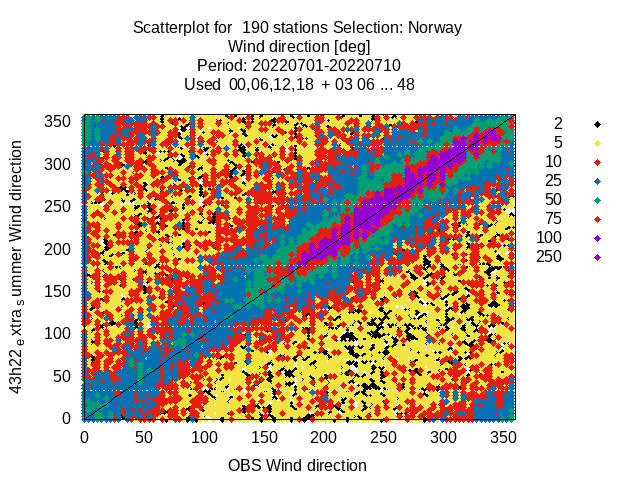 Scatterplot for 190 stations Selection: Norway
Wind direction [deg]
Period: 20220701-20220710
Used 00,06,12,18 + 03 06 ... 48
43h22 e xtra s ummer Wind direction
350
300
250
200
150
100
50
0
0 50 100 150 200 250 300 350
OBS Wind direction
2
5
10
25
50
75
100
250